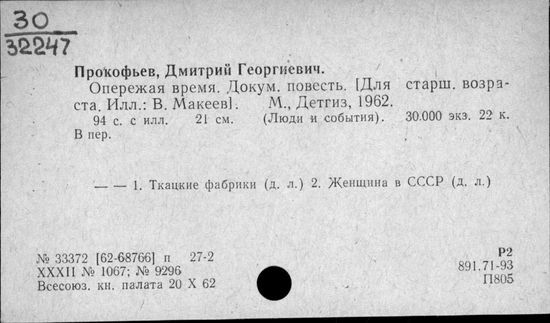 30
32247
Прокофьев, Дмитрий Георгиевич.
Опережая время. Докум. повесть. [Для старш. возра-
ста. Илл.: В. Макеев]. М., Детгиз, 1962.
94 с. с илл. 21 см. (Люди и события). 30.000 экз. 22 к.
В пер.
— — 1. Ткацкие фабрики (д. л.) 2. Женщина в СССР (д. л.)
№ 33372 [62-68766] п 27-2
XXXII № 1067; № 9296
Всесоюз. кн. палата 20 X 62
Р2
891.71-93
П805